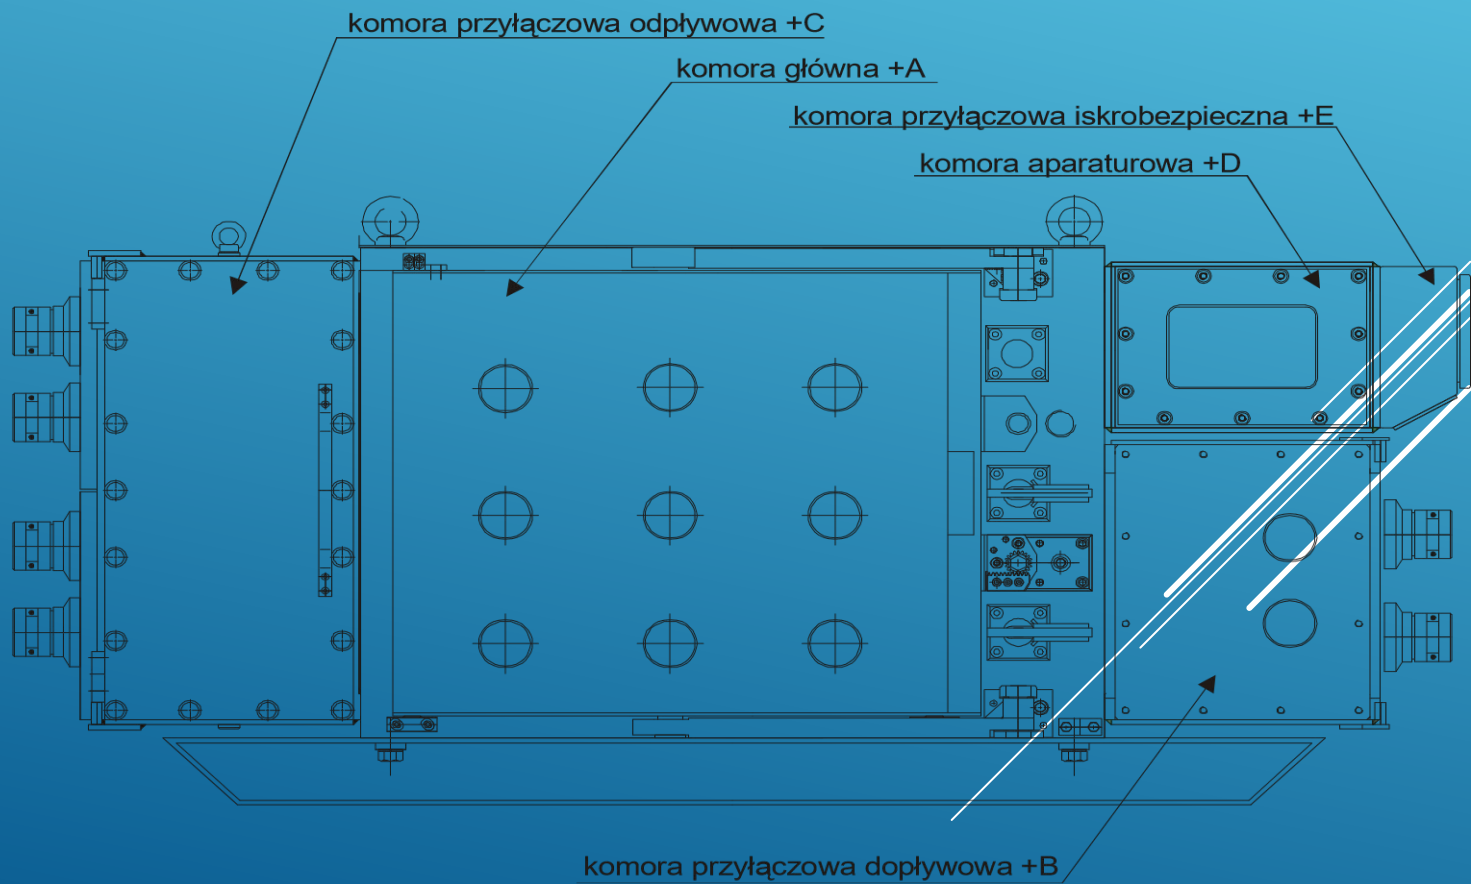 komora przyłączowa odpływowa +C
komora główna +A
komora przyłączowa iskrobezpieczna +E
komora aparaturowa +D
komora przyłączowa dopływowa +B